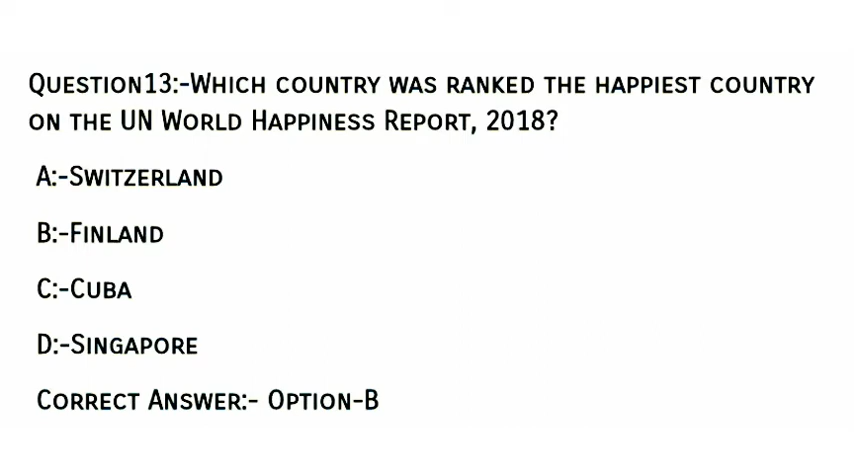 Question13:-Which country was ranked the happiest country
on the UN World Happiness Report, 2018?
A:-Switzerland
B:-Finland
C:-Cuba
D:-Singapore
Correct Answer:- Option-B